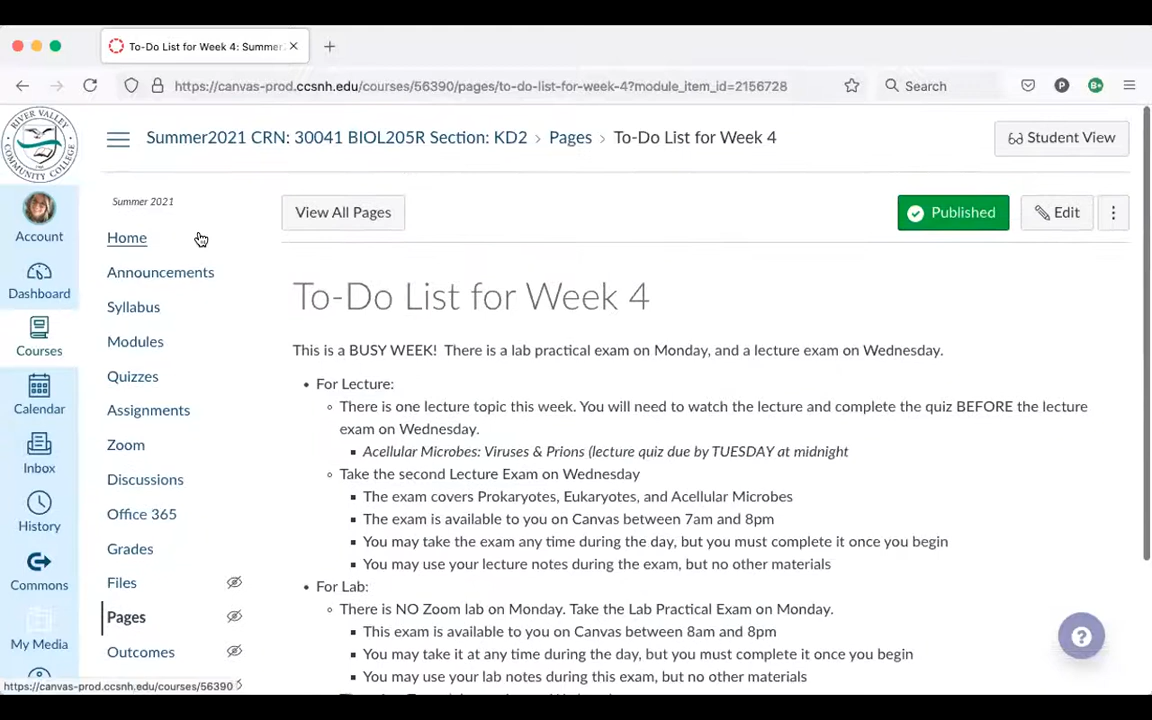 To-Do List for Week 4: Summer
https://canvas-prod.ccsnh.edu/courses/56390/pages/to-do-list-for-week-4?module_item_id=2156728
Search
RIVER VALLEY
COMMUNITY COLLEGE
Summer2021 CRN: 30041 BIOL205R Section: KD2 › Pages › To-Do List for Week 4
Student View
Account
Dashboard
Courses
Calendar
Inbox
History
Commons
My Media
Summer 2021
Home
Announcements
Syllabus
Modules
Quizzes
Assignments
Zoom
Discussions
Office 365
Grades
Files
Pages
Outcomes
View All Pages
Published
Edit
To-Do List for Week 4
This is a BUSY WEEK! There is a lab practical exam on Monday, and a lecture exam on Wednesday.
For Lecture:
There is one lecture topic this week. You will need to watch the lecture and complete the quiz BEFORE the lecture
exam on Wednesday.
Acellular Microbes: Viruses & Prions (lecture quiz due by TUESDAY at midnight
Take the second Lecture Exam on Wednesday
The exam covers Prokaryotes, Eukaryotes, and Acellular Microbes
The exam is available to you on Canvas between 7am and 8pm
You may take the exam any time during the day, but you must complete it once you begin
You may use your lecture notes during the exam, but no other materials
For Lab:
There is NO Zoom lab on Monday. Take the Lab Practical Exam on Monday.
This exam is available to you on Canvas between 8am and 8pm
You may take it at any time during the day, but you must complete it once you begin
You may use your lab notes during this exam, but no other materials
https://canvas-prod.ccsnh.edu/courses/56390